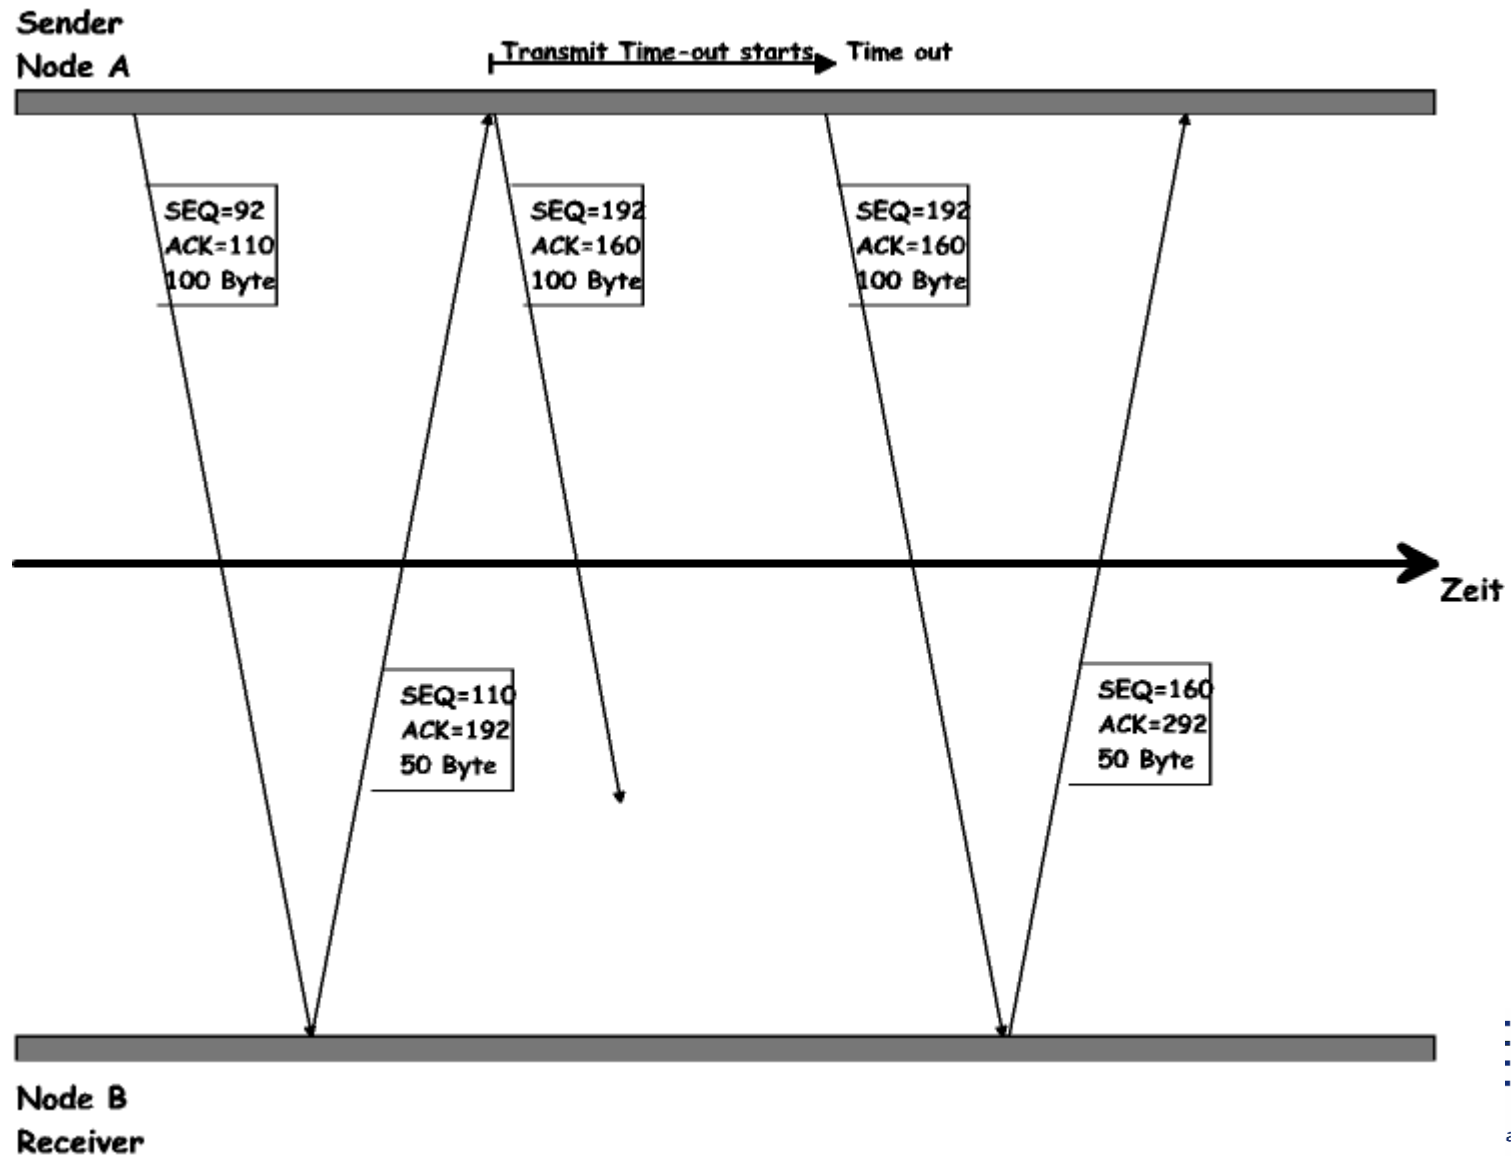 Sender
Node A
Transmit Time-out starts
Time out
SEQ=92
ACK=110
100 Byte
SEQ=192
ACK=160
100 Byte
SEQ=192
ACK=160
100 Byte
Zeit
SEQ=110
ACK=192
50 Byte
SEQ=160
ACK=292
50 Byte
Node B
Receiver